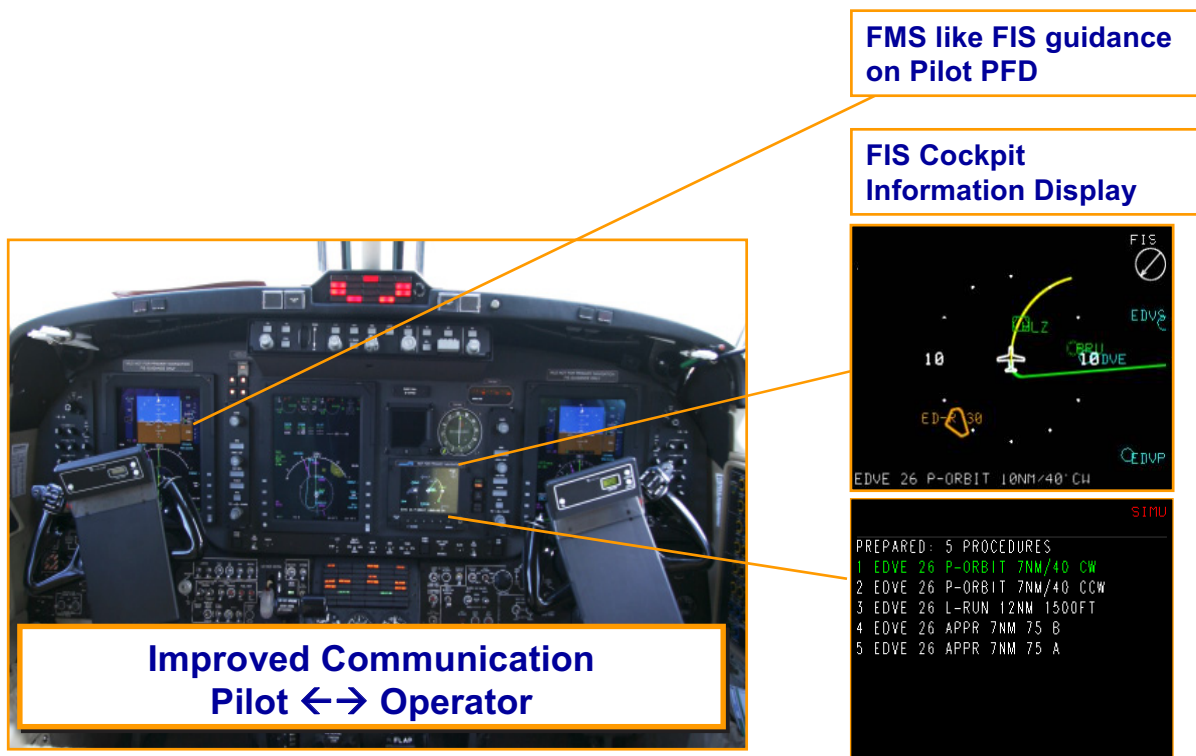 FMS like FIS guidance
on Pilot PFD
FIS Cockpit
Information Display
FIS
EDVS
10
10
DVE
ED-R 30
EDVP
EDVE 26 P-ORBIT 10NM/40°CW
SIMU
PREPARED: 5 PROCEDURES
1 EDVE 26 P-ORBIT 7NM/40 CW
2 EDVE 26 P-ORBIT 7NM/40 CCW
3 EDVE 26 L-RUN 12NM 1500FT
4 EDVE 26 APPR 7NM 75 B
5 EDVE 26 APPR 7NM 75 A
Improved Communication
Pilot ←→ Operator
FLAP